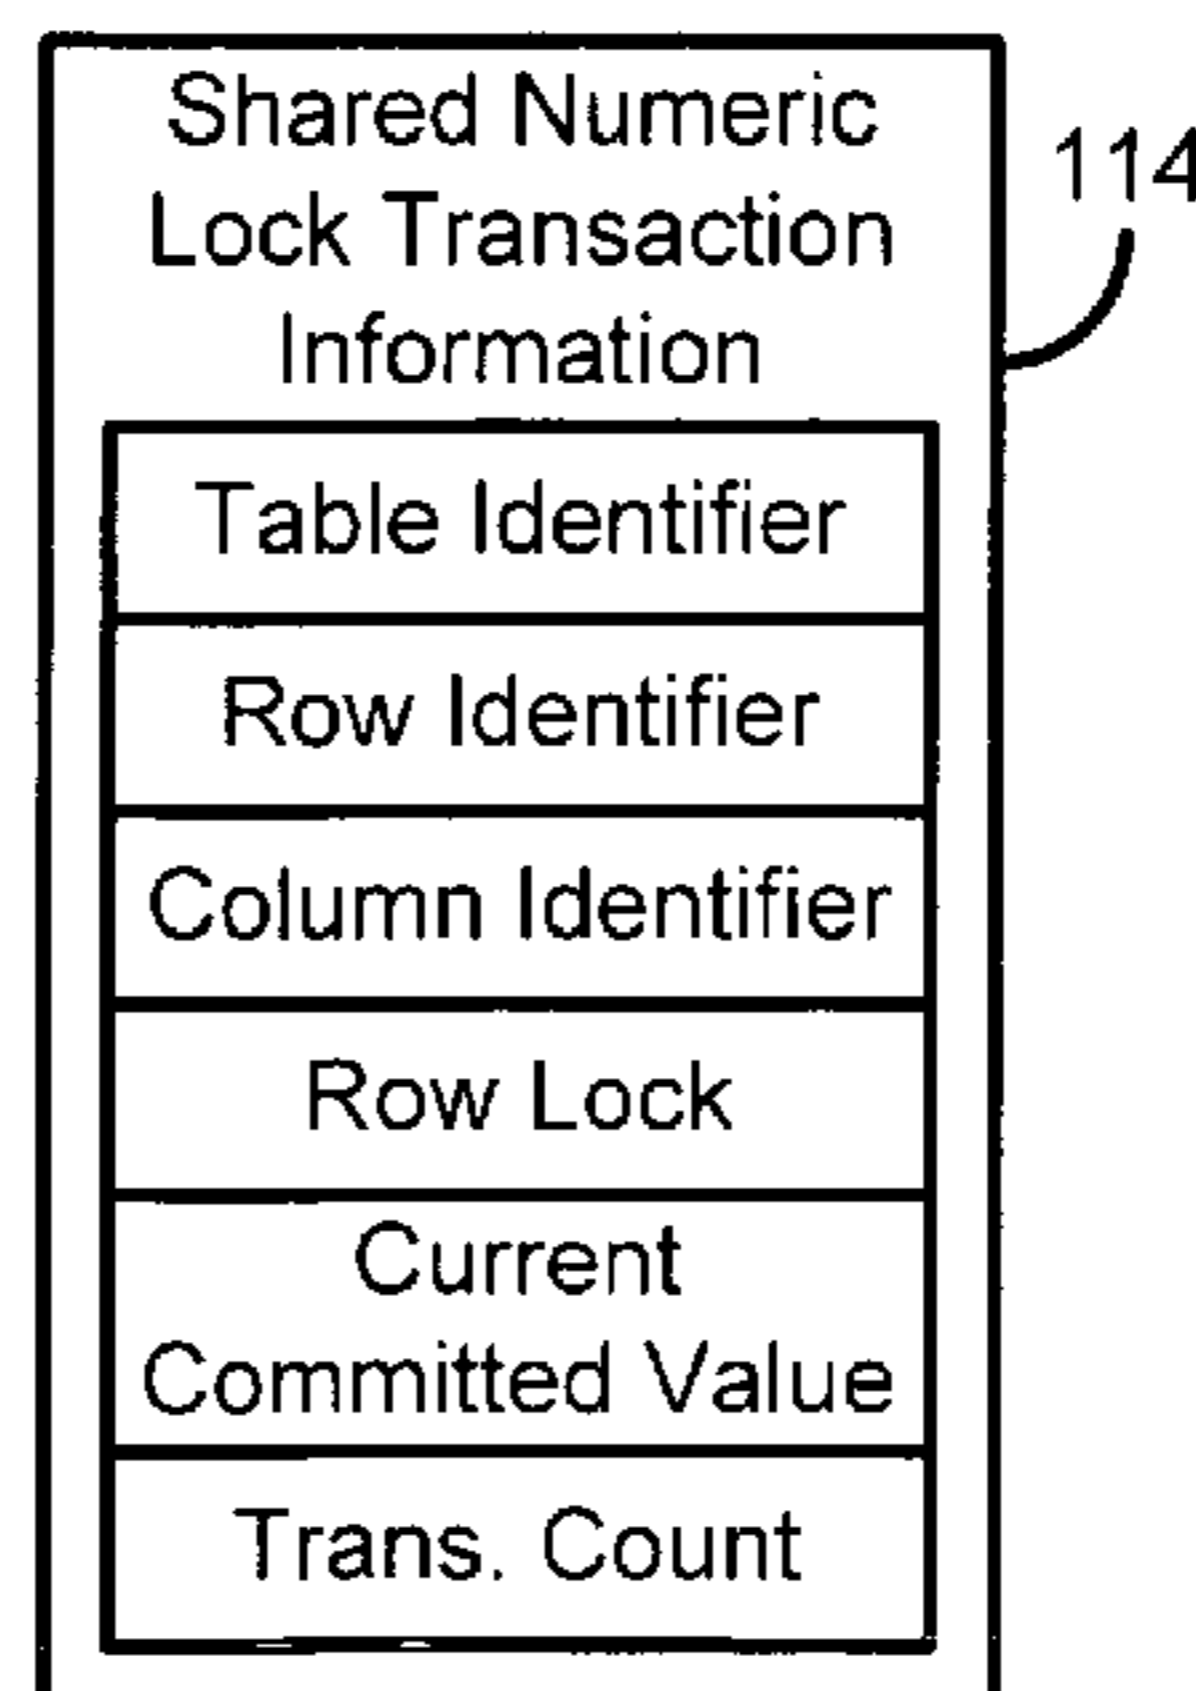 Shared Numeric
Lock Transaction
Information
114
Table Identifier
Row Identifier
Column Identifier
Row Lock
Current
Committed Value
Trans. Count